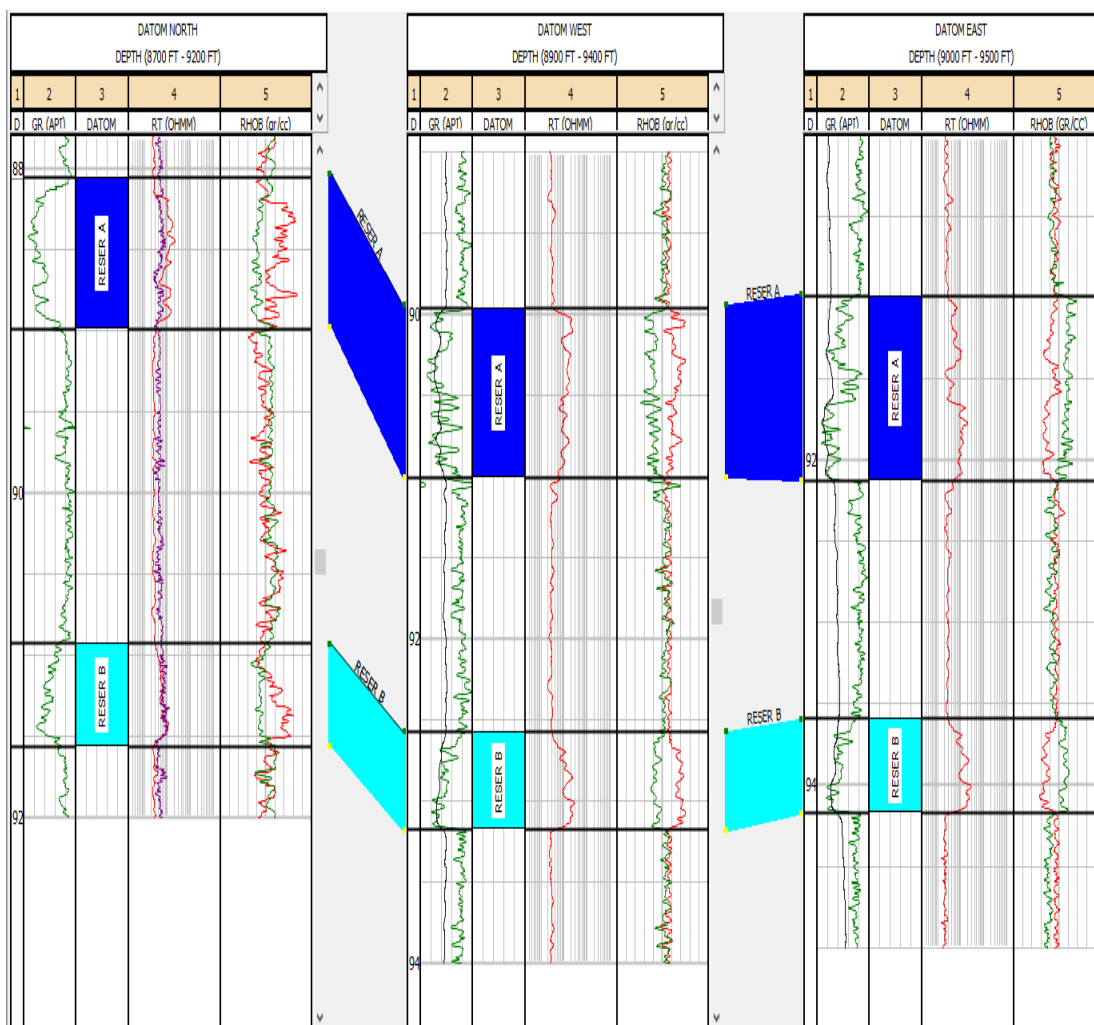 DATOM NORTH
DEPTH (8700 FT - 9200 FT)
1 2 3 4 5
D GR (API) DATOM RT (OHMM) RHOB (gr/cc)
88
RESER A
90
RESER B
92
RESER A
RESER B
DATOM WEST
DEPTH (8900 FT - 9400 FT)
1 2 3 4 5
D GR (API) DATOM RT (OHMM) RHOB (gr/cc)
90
RESER A
92
RESER B
94
RESER A
RESER B
DATOM EAST
DEPTH (9000 FT - 9500 FT)
1 2 3 4 5
D GR (API) DATOM RT (OHMM) RHOB (GR/CC)
RESER A
92
RESER B
94